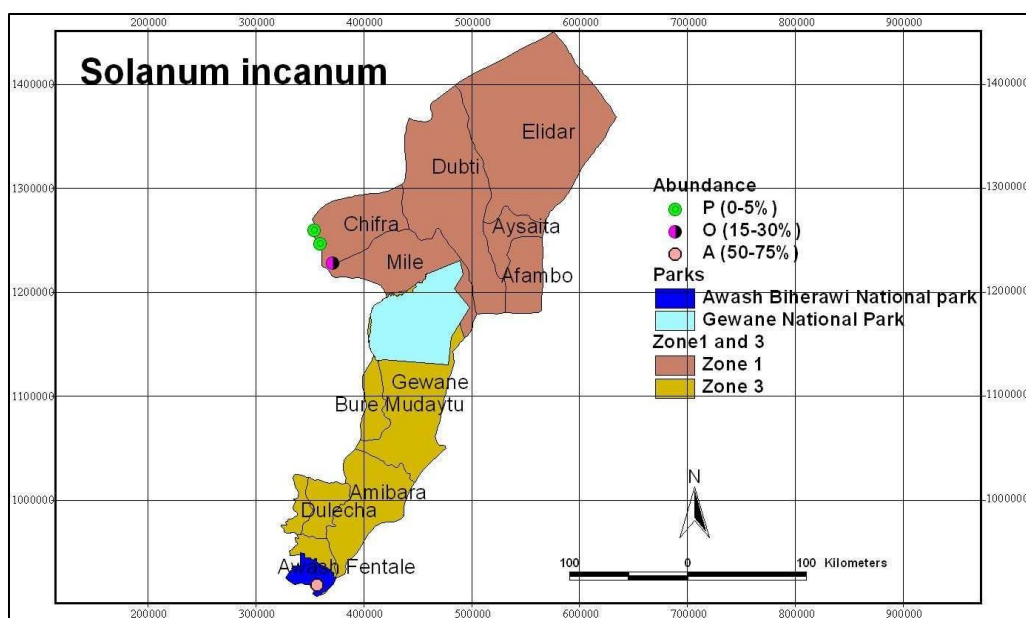 200000 300000 400000 500000 600000 700000 800000 900000
Solanum incanum
1400000 1400000
Elidar
Dubti
1300000 1300000
Abundance
P (0-5%)
O (15-30%)
A (50-75%)
Chifra
Aysaita
Mile
Afambo
Parks
Awash Biherawi National park
Gewane National Park
1200000 1200000
Zone1 and 3
Zone 1
Zone 3
Gewane
Bure Mudaytu
1100000 1100000
N
Amibara
1000000 1000000
Dulecha
Awash Fentale
100 0 100 Kilometers
200000 300000 400000 500000 600000 700000 800000 900000